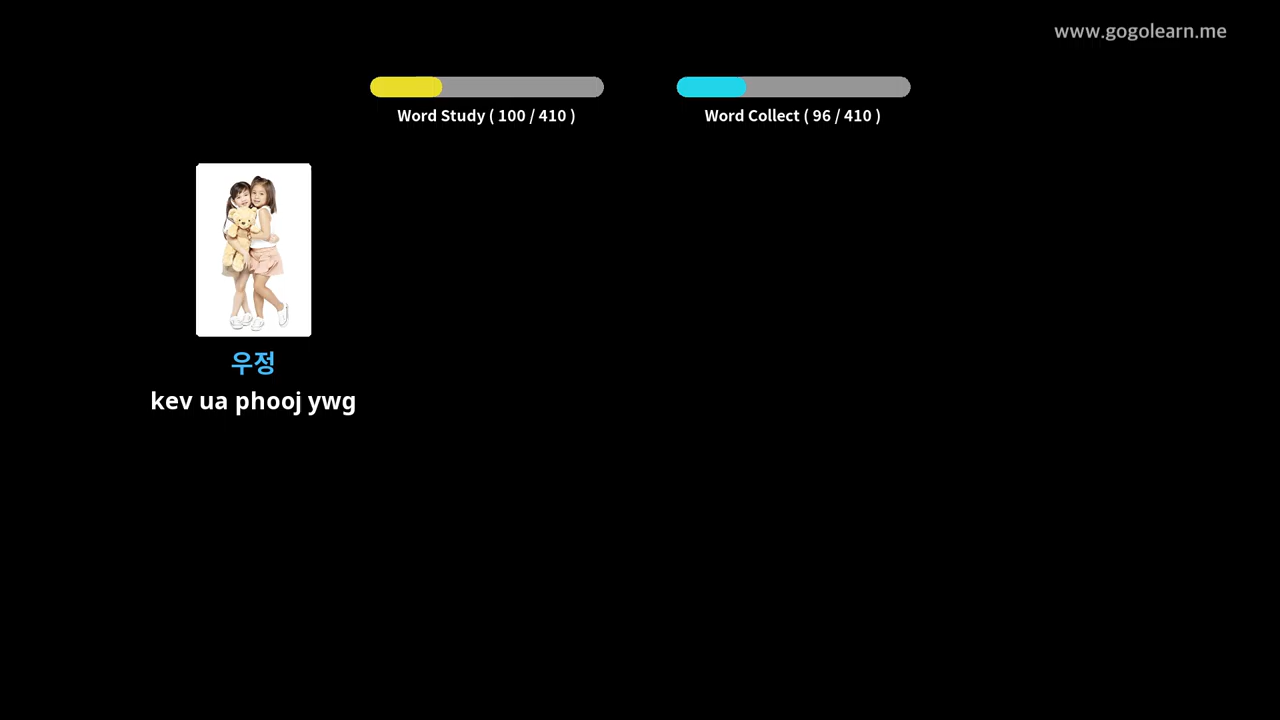 www.gogolearn.me
Word Study ( 100 / 410 )
Word Collect ( 96 / 410 )
우정
kev ua phooj ywg